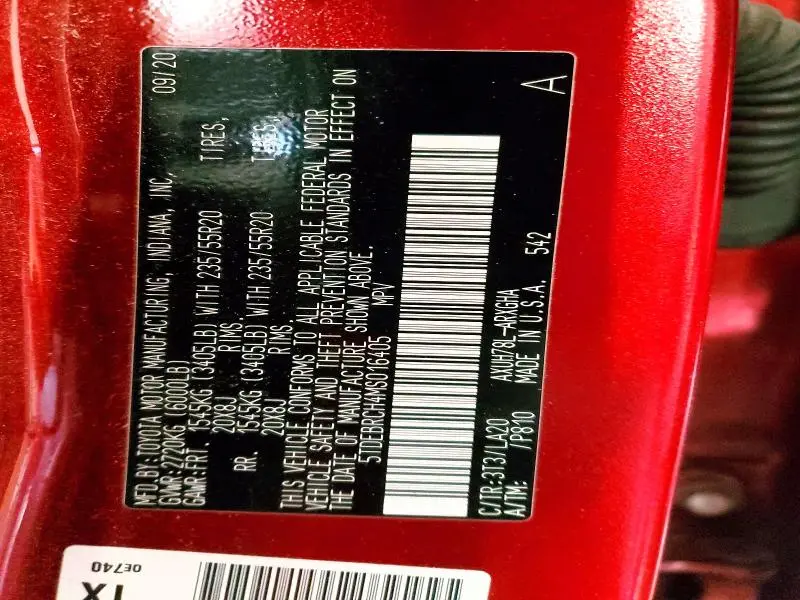 MFD.BY: TOYOTA MOTOR MANUFACTURING, INDIANA, INC. 09/20
GVWR:2720KG (6000LB)
GAWR:FRT. 1545KG (3405LB) WITH 235/55R20 TIRES,
20X8J RIMS,
RR. 1545KG (3405LB) WITH 235/55R20 TIRES,
20X8J RIMS.
THIS VEHICLE CONFORMS TO ALL APPLICABLE FEDERAL MOTOR
VEHICLE SAFETY AND THEFT PREVENTION STANDARDS IN EFFECT ON
THE DATE OF MANUFACTURE SHOWN ABOVE.
5TDEBRCH4MS016405 MPV
A
C/TR:3T3/LA20 AXUH78L-ARXGHA
A/TM: /P810 MADE IN U.S.A. 542
TX
0E740